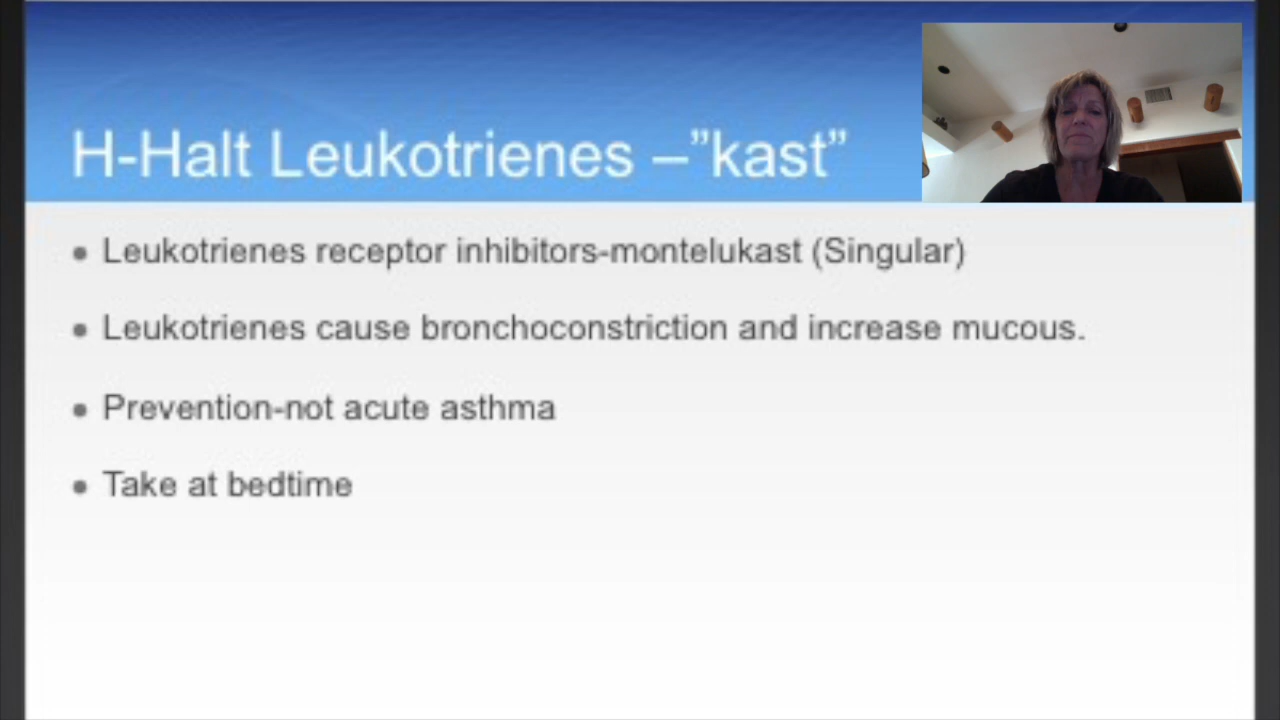 H-Halt Leukotrienes –”kast”
Leukotrienes receptor inhibitors-montelukast (Singular)
Leukotrienes cause bronchoconstriction and increase mucous.
Prevention-not acute asthma
Take at bedtime